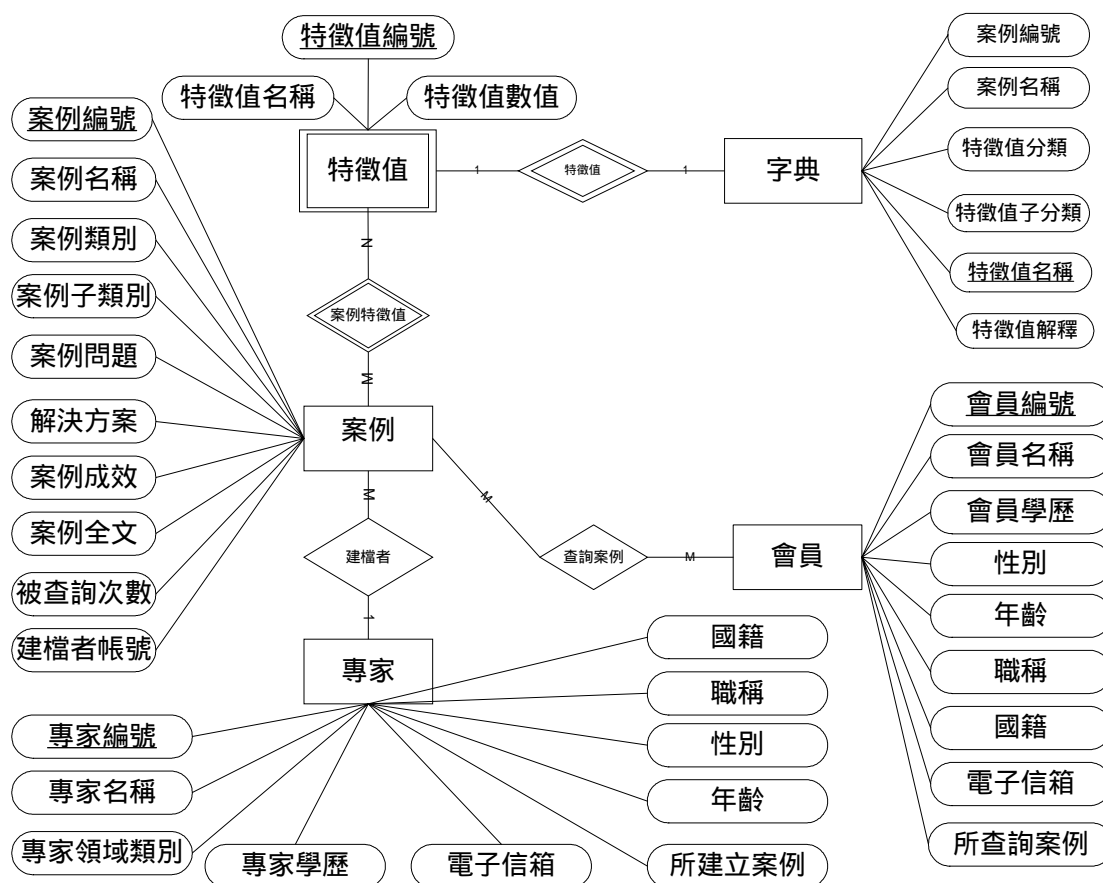 特徵值編號
特徵值名稱
特徵值數值
案例編號
案例名稱
案例類別
案例子類別
案例問題
解決方案
案例成效
案例全文
被查詢次數
建檔者帳號
特徵值
1
特徵值
1
字典
案例編號
案例名稱
特徵值分類
特徵值子分類
特徵值名稱
特徵值解釋
N
案例特徵值
M
案例
M
建檔者
1
專家
M
查詢案例
M
會員
會員編號
會員名稱
會員學歷
性別
年齡
職稱
國籍
電子信箱
所查詢案例
國籍
職稱
性別
年齡
所建立案例
電子信箱
專家學歷
專家領域類別
專家名稱
專家編號